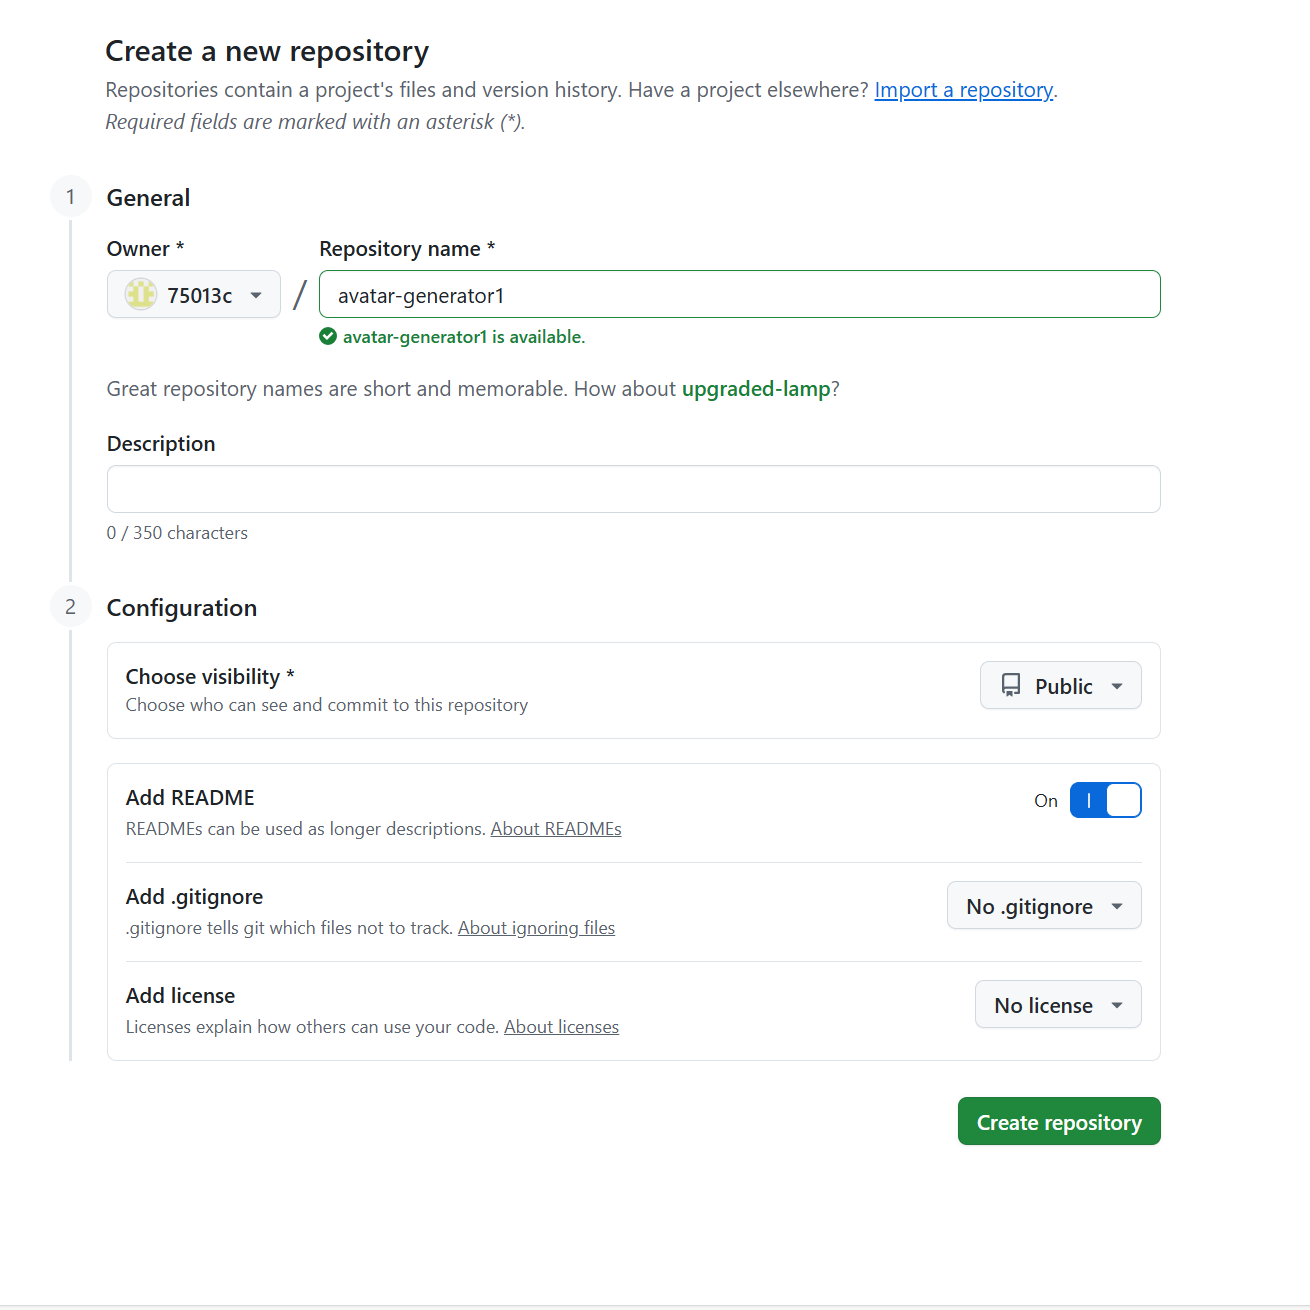 Create a new repository
Repositories contain a project's files and version history. Have a project elsewhere? Import a repository.
Required fields are marked with an asterisk (*).
1 General
Owner * Repository name *
75013c / avatar-generator1
avatar-generator1 is available.
Great repository names are short and memorable. How about upgraded-lamp?
Description
0 / 350 characters
2 Configuration
Choose visibility * Public
Choose who can see and commit to this repository
Add README On
READMEs can be used as longer descriptions. About READMEs
Add .gitignore No .gitignore
.gitignore tells git which files not to track. About ignoring files
Add license No license
Licenses explain how others can use your code. About licenses
Create repository